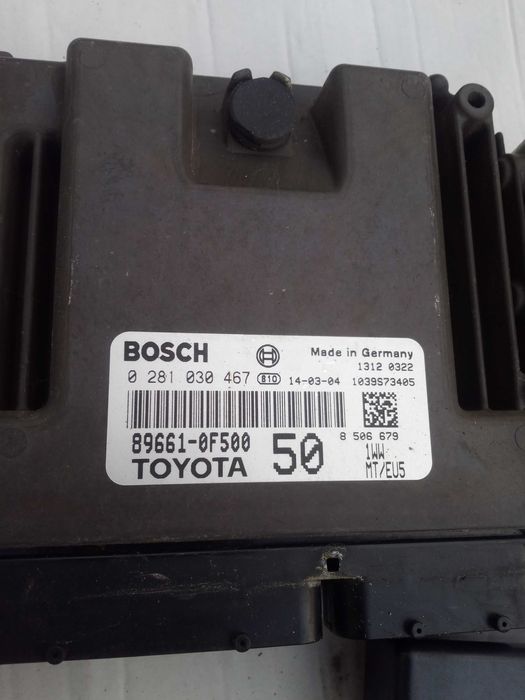 BOSCH Made in Germany
1312 0322
0 281 030 467 B10 14-03-04 1039S73405
8 506 679
89661-0F500 50 1WW
TOYOTA MT/EU5